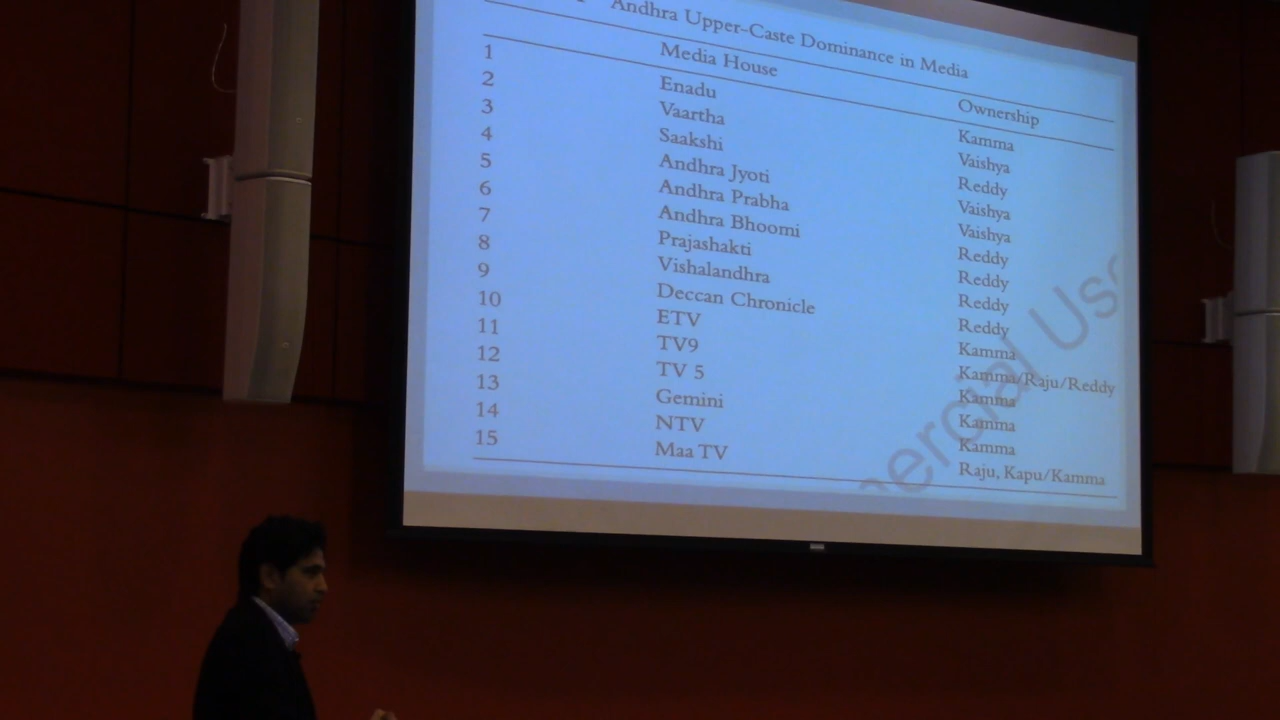 Andhra Upper-Caste Dominance in Media
Media House Ownership
1 Enadu Kamma
2 Vaartha Vaishya
3 Saakshi Reddy
4 Andhra Jyoti Vaishya
5 Andhra Prabha Vaishya
6 Andhra Bhoomi Reddy
7 Prajashakti Reddy
8 Vishalandhra Reddy
9 Deccan Chronicle Reddy
10 ETV Kamma
11 TV9 Kamma/Raju/Reddy
12 TV 5 Kamma
13 Gemini Kamma
14 NTV Kamma
15 Maa TV Raju, Kapu/Kamma